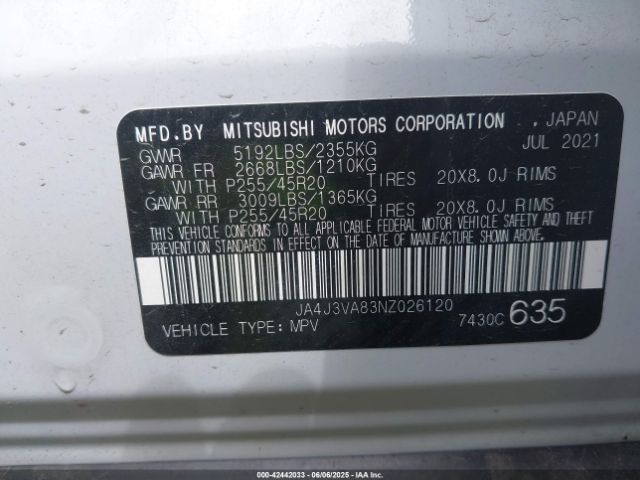 MFD.BY MITSUBISHI MOTORS CORPORATION . , JAPAN
GVWR 5192LBS/2355KG JUL 2021
GAWR FR 2668LBS/1210KG
WITH P255/45R20 TIRES 20X8.0J RIMS
GAWR RR 3009LBS/1365KG
WITH P255/45R20 TIRES 20X8.0J RIMS
THIS VEHICLE CONFORMS TO ALL APPLICABLE FEDERAL MOTOR VEHICLE SAFETY AND THEFT
PREVENTION STANDARDS IN EFFECT ON THE DATE OF MANUFACTURE SHOWN ABOVE.
JA4J3VA83NZ026120
VEHICLE TYPE: MPV 7430C 635
000-42442033 - 06/06/2025 - IAA Inc.